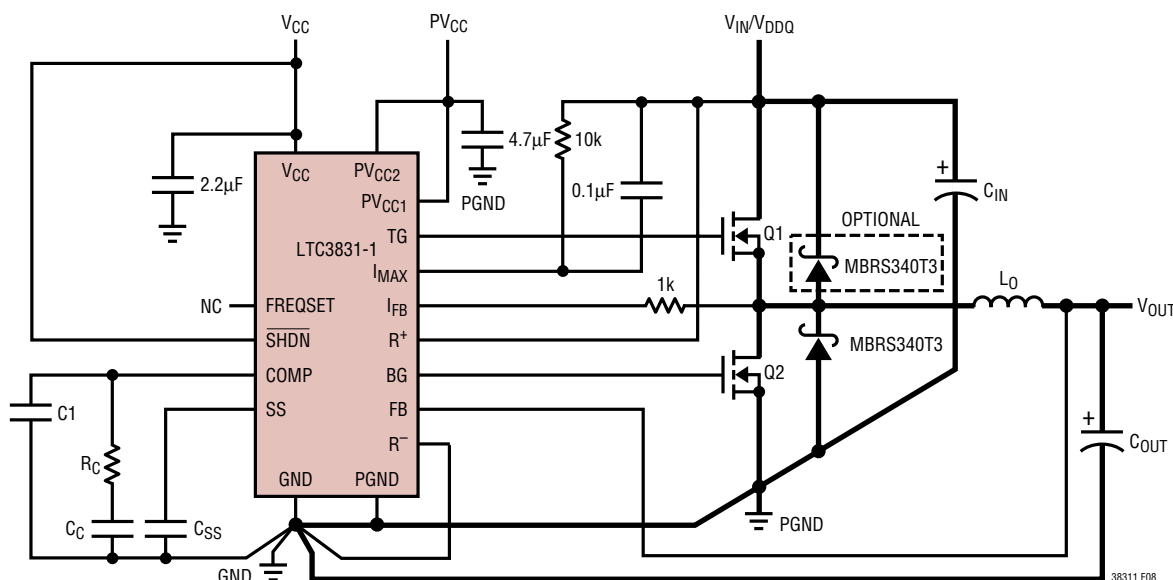 VCC
PVCC
VIN/VDDQ
2.2μF
4.7μF
PGND
10k
0.1μF
+
CIN
VCC
PVCC2
PVCC1
LTC3831-1
TG
IMAX
IFB
R+
BG
FB
R−
FREQSET
SHDN
COMP
SS
GND
PGND
NC
Q1
OPTIONAL
MBRS340T3
1k
LO
VOUT
MBRS340T3
Q2
+
COUT
C1
RC
CC
CSS
GND
PGND
38311 F08